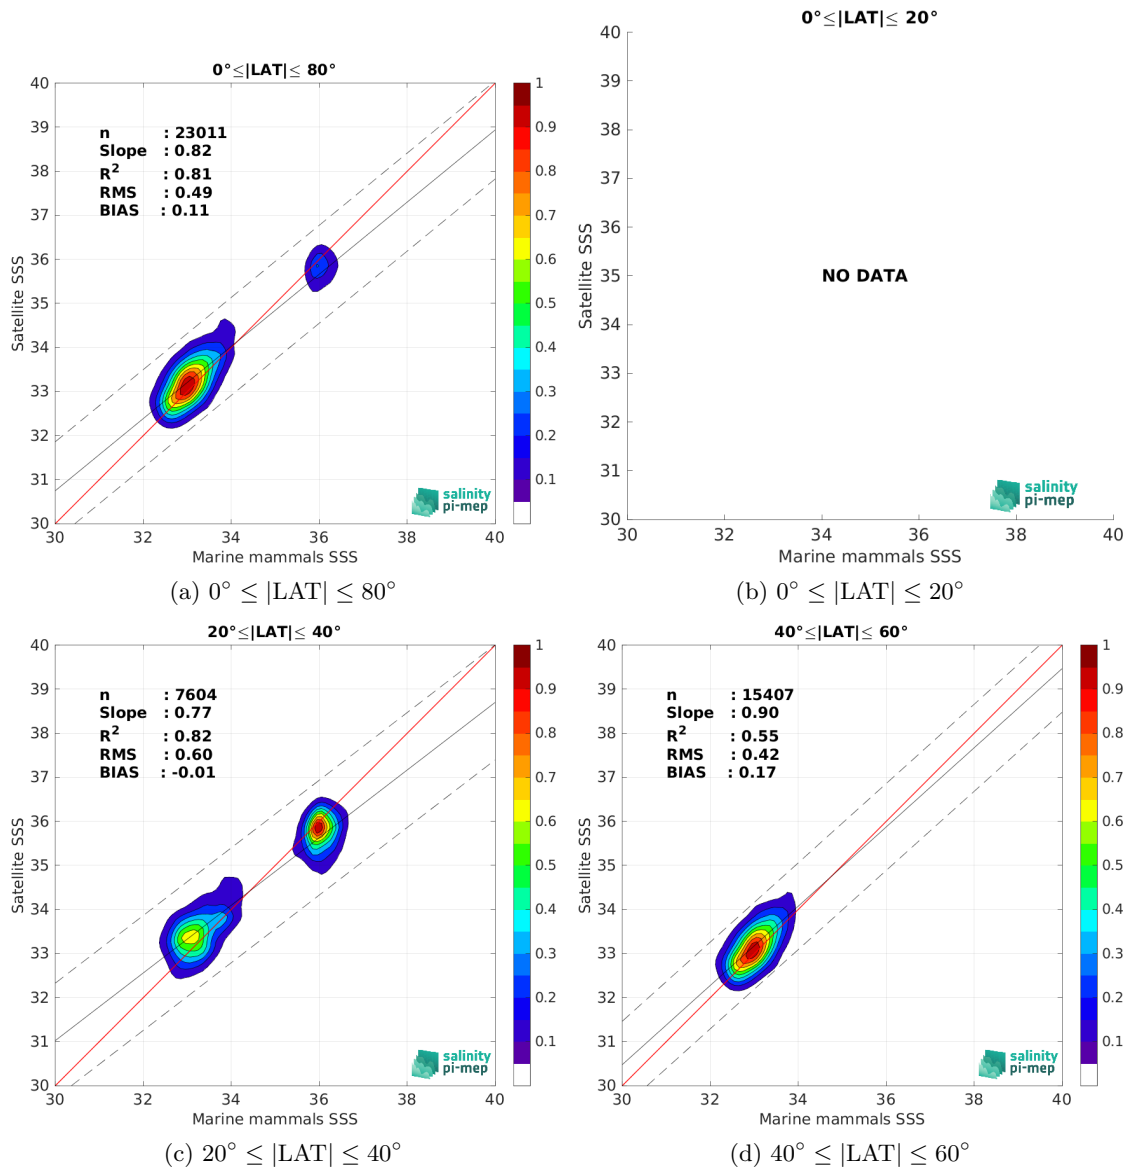 0°≤|LAT|≤ 80°
40
39
38
37
36
35
34
33
32
31
30
Satellite SSS
n : 23011
Slope : 0.82
R² : 0.81
RMS : 0.49
BIAS : 0.11
salinity
pi-mep
30 32 34 36 38 40
Marine mammals SSS
1
0.9
0.8
0.7
0.6
0.5
0.4
0.3
0.2
0.1
(a) 0° ≤ |LAT| ≤ 80°
0°≤|LAT|≤ 20°
40
39
38
37
36
35
34
33
32
31
30
Satellite SSS
NO DATA
salinity
pi-mep
30 32 34 36 38 40
Marine mammals SSS
(b) 0° ≤ |LAT| ≤ 20°
20°≤|LAT|≤ 40°
40
39
38
37
36
35
34
33
32
31
30
Satellite SSS
n : 7604
Slope : 0.77
R² : 0.82
RMS : 0.60
BIAS : -0.01
salinity
pi-mep
30 32 34 36 38 40
Marine mammals SSS
1
0.9
0.8
0.7
0.6
0.5
0.4
0.3
0.2
0.1
(c) 20° ≤ |LAT| ≤ 40°
40°≤|LAT|≤ 60°
40
39
38
37
36
35
34
33
32
31
30
Satellite SSS
n : 15407
Slope : 0.90
R² : 0.55
RMS : 0.42
BIAS : 0.17
salinity
pi-mep
30 32 34 36 38 40
Marine mammals SSS
1
0.9
0.8
0.7
0.6
0.5
0.4
0.3
0.2
0.1
(d) 40° ≤ |LAT| ≤ 60°